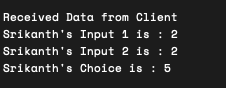 Received Data from Client
Srikanth's Input 1 is : 2
Srikanth's Input 2 is : 2
Srikanth's Choice is : 5